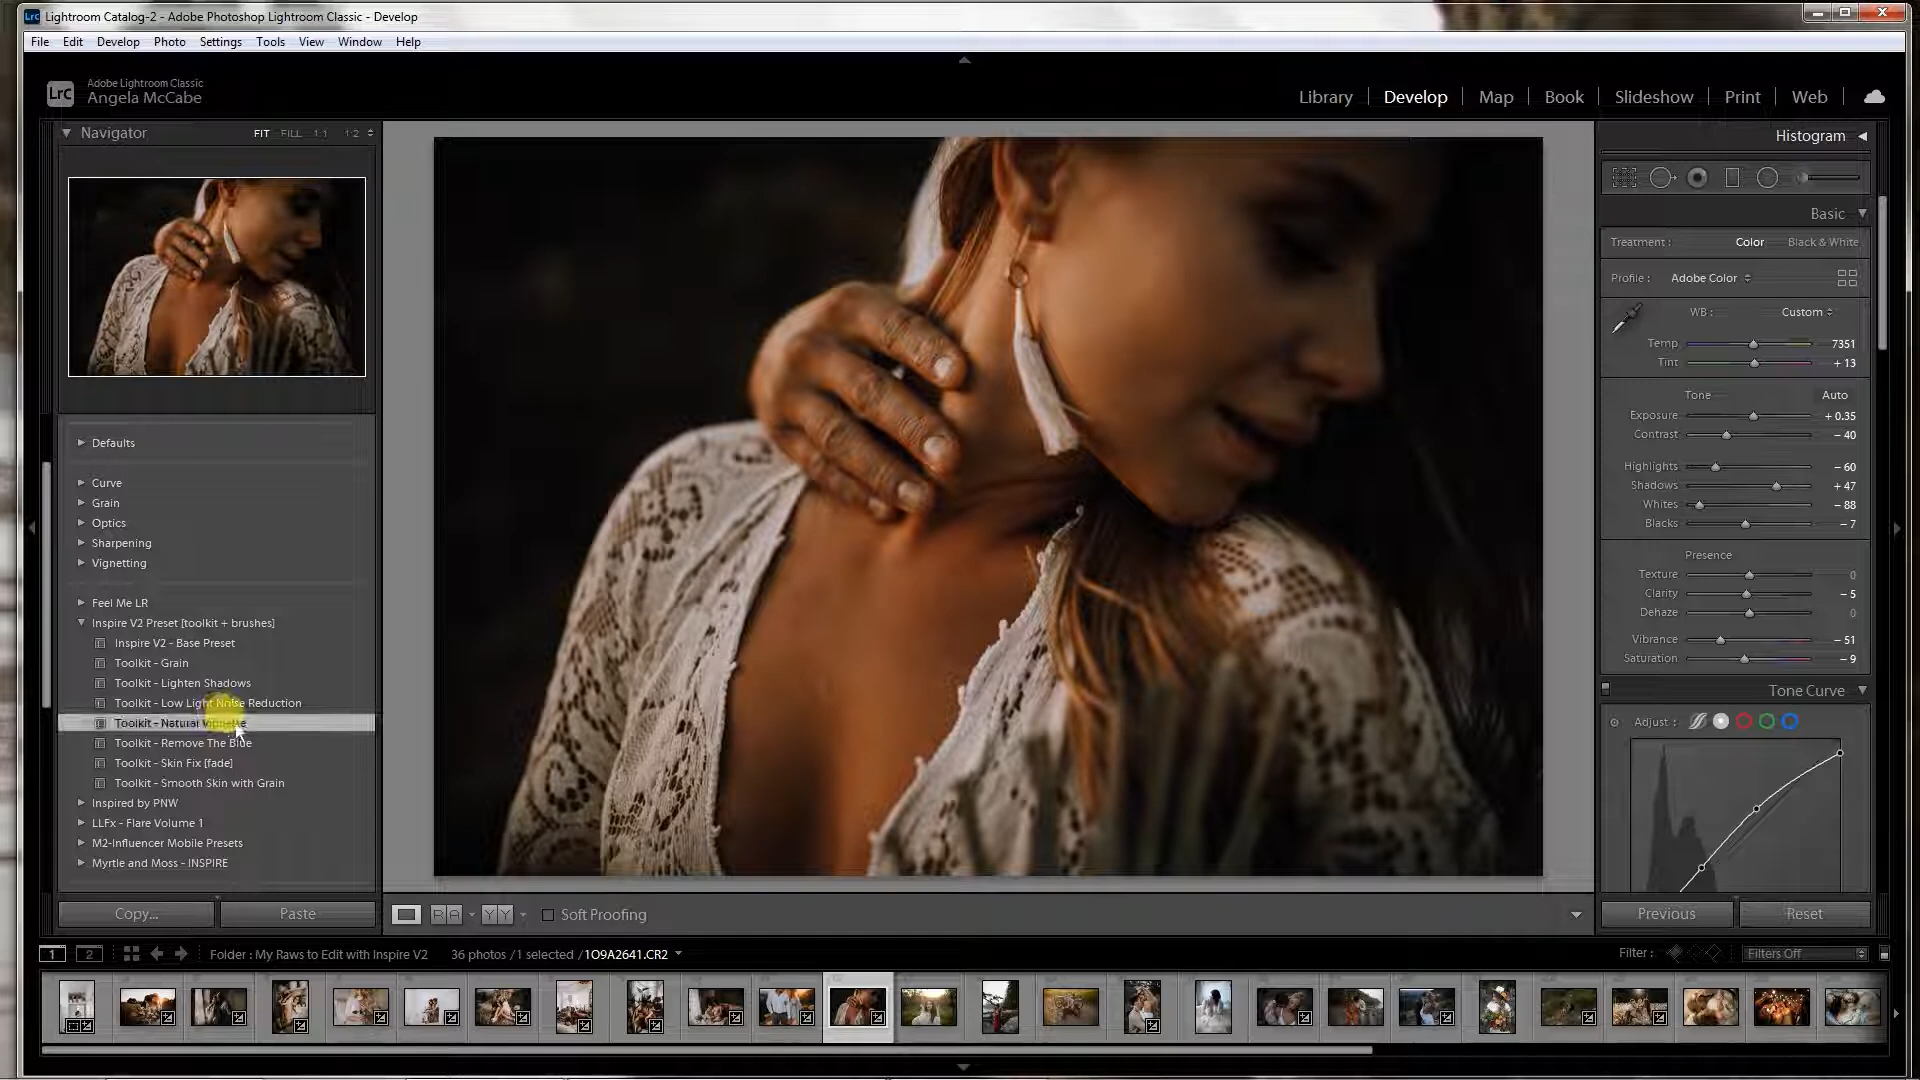 Lightroom Catalog-2 - Adobe Photoshop Lightroom Classic - Develop
File Edit Develop Photo Settings Tools View Window Help
LrC
Adobe Lightroom Classic
Angela McCabe
Library Develop Map Book Slideshow Print Web
Navigator FIT FILL 1:1 1:2
Defaults
Curve
Grain
Optics
Sharpening
Vignetting
Feel Me LR
Inspire V2 Preset [toolkit + brushes]
Inspire V2 - Base Preset
Toolkit - Grain
Toolkit - Lighten Shadows
Toolkit - Low Light Noise Reduction
Toolkit - Natural Vignette
Toolkit - Remove The Blue
Toolkit - Skin Fix [fade]
Toolkit - Smooth Skin with Grain
Inspired by PNW
LLFx - Flare Volume 1
M2-Influencer Mobile Presets
Myrtle and Moss - INSPIRE
Copy... Paste
Soft Proofing
Histogram
Basic
Treatment : Color Black & White
Profile : Adobe Color
WB : Custom
Temp 7351
Tint + 13
Tone Auto
Exposure + 0.35
Contrast - 40
Highlights - 60
Shadows + 47
Whites - 88
Blacks - 7
Presence
Texture 0
Clarity - 5
Dehaze 0
Vibrance - 51
Saturation - 9
Tone Curve
Adjust :
Previous Reset
1 2 Folder : My Raws to Edit with Inspire V2 36 photos /1 selected /1O9A2641.CR2 Filter : Filters Off